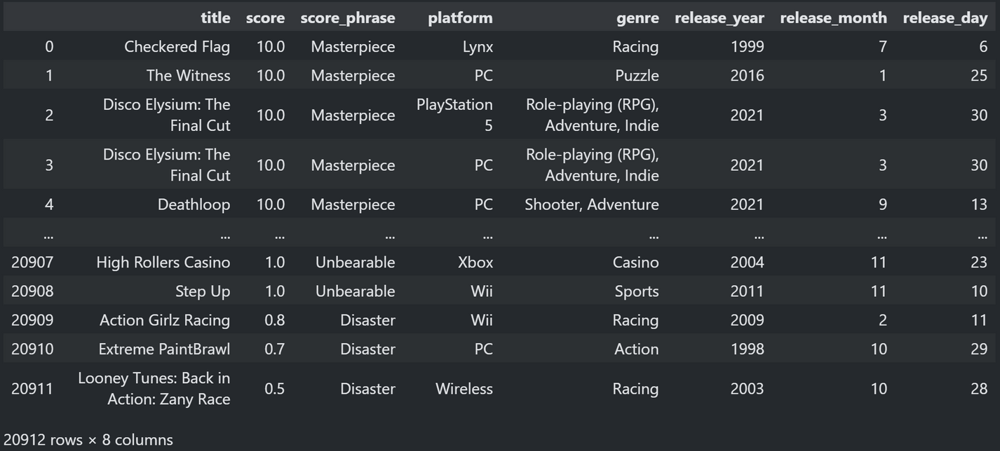 title score score_phrase platform genre release_year release_month release_day
0 Checkered Flag 10.0 Masterpiece Lynx Racing 1999 7 6
1 The Witness 10.0 Masterpiece PC Puzzle 2016 1 25
2 Disco Elysium: The Final Cut 10.0 Masterpiece PlayStation 5 Role-playing (RPG), Adventure, Indie 2021 3 30
3 Disco Elysium: The Final Cut 10.0 Masterpiece PC Role-playing (RPG), Adventure, Indie 2021 3 30
4 Deathloop 10.0 Masterpiece PC Shooter, Adventure 2021 9 13
... ... ... ... ... ... ... ... ...
20907 High Rollers Casino 1.0 Unbearable Xbox Casino 2004 11 23
20908 Step Up 1.0 Unbearable Wii Sports 2011 11 10
20909 Action Girlz Racing 0.8 Disaster Wii Racing 2009 2 11
20910 Extreme PaintBrawl 0.7 Disaster PC Action 1998 10 29
20911 Looney Tunes: Back in Action: Zany Race 0.5 Disaster Wireless Racing 2003 10 28
20912 rows × 8 columns